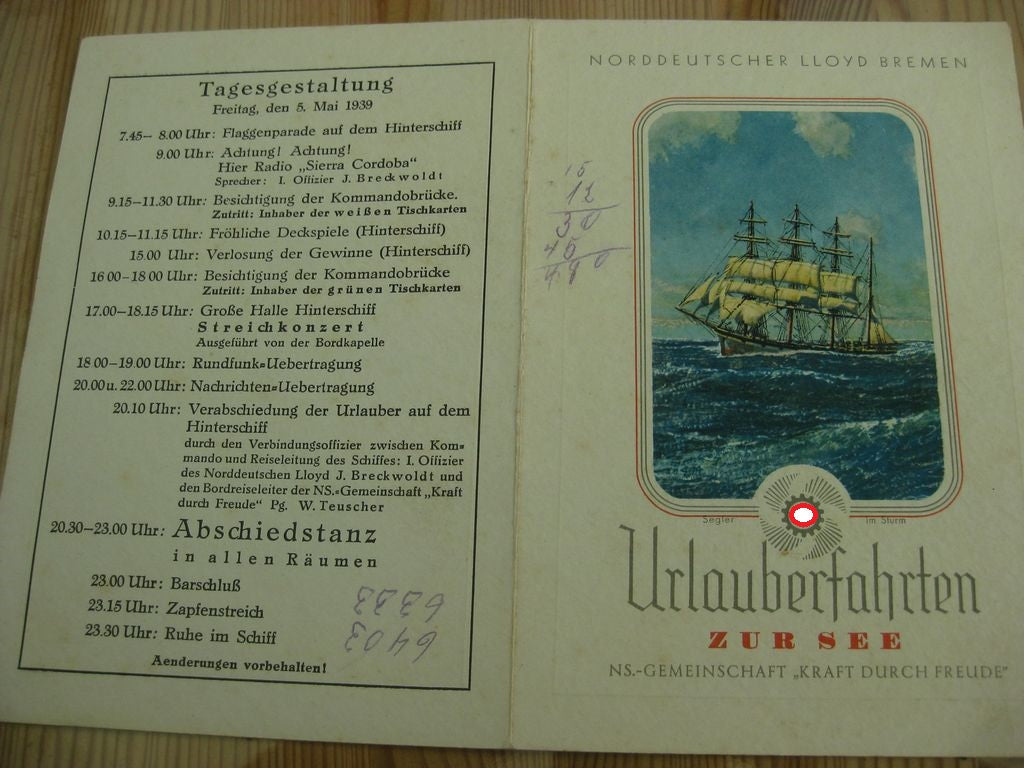 Tagesgestaltung
Freitag, den 5. Mai 1939
7.45– 8.00 Uhr: Flaggenparade auf dem Hinterschiff
9.00 Uhr: Achtung! Achtung!
Hier Radio „Sierra Cordoba“
Sprecher: I. Offizier J. Breckwoldt
9.15–11.30 Uhr: Besichtigung der Kommandobrücke.
Zutritt: Inhaber der weißen Tischkarten
10.15–11.15 Uhr: Fröhliche Deckspiele (Hinterschiff)
15.00 Uhr: Verlosung der Gewinne (Hinterschiff)
16 00–18 00 Uhr: Besichtigung der Kommandobrücke
Zutritt: Inhaber der grünen Tischkarten
17.00–18.15 Uhr: Große Halle Hinterschiff
Streichkonzert
Ausgeführt von der Bordkapelle
18 00–19.00 Uhr: Rundfunk=Uebertragung
20.00 u. 22.00 Uhr: Nachrichten=Uebertragung
20.10 Uhr: Verabschiedung der Urlauber auf dem
Hinterschiff
durch den Verbindungsoffizier zwischen Kom=
mando und Reiseleitung des Schiffes: I. Offizier
des Norddeutschen Lloyd J. Breckwoldt und
den Bordreiseleiter der NS.=Gemeinschaft „Kraft
durch Freude“ Pg. W. Teuscher
20.30–23.00 Uhr: Abschiedstanz
in allen Räumen
23.00 Uhr: Barschluß
23.15 Uhr: Zapfenstreich
23.30 Uhr: Ruhe im Schiff
Aenderungen vorbehalten!
6403
NORDDEUTSCHER LLOYD BREMEN
15
12
30
45
Segler im Sturm
Urlauberfahrten
ZUR SEE
NS.-GEMEINSCHAFT „KRAFT DURCH FREUDE“